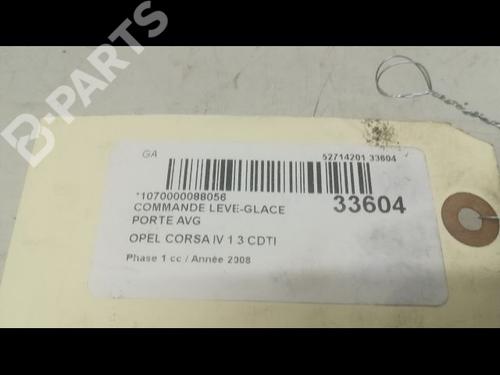 B-PARTS
GA
52714201 33604
*1070000088056
COMMANDE LEVE-GLACE
PORTE AVG
33604
OPEL CORSA IV 1 3 CDTI
Phase 1 cc / Année 2008